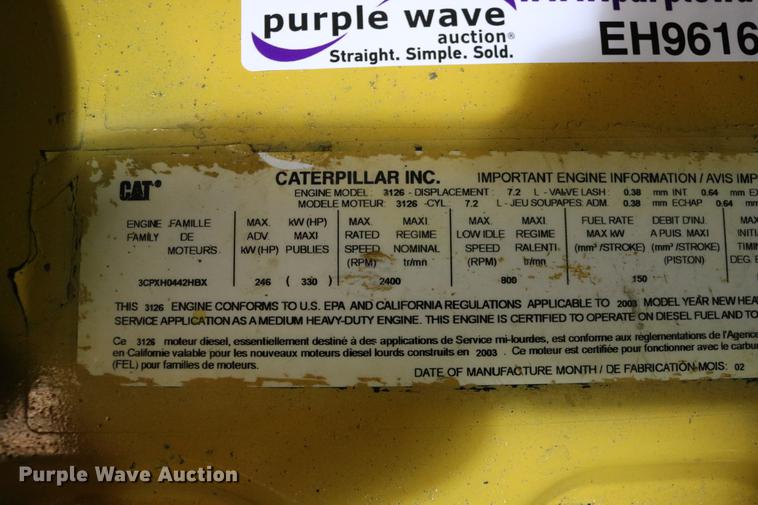 purple wave
auction®
Straight. Simple. Sold.
EH9616
CAT
CATERPILLAR INC. IMPORTANT ENGINE INFORMATION / AVIS IMP
ENGINE MODEL: 3126 - DISPLACEMENT : 7.2 L - VALVE LASH : 0.38 mm INT 0.64 mm EX
MODELE MOTEUR: 3126 -CYL. 7.2 L - JEU SOUPAPES. ADM. 0.38 mm ECHAP 0.64 m
ENGINE FAMILLE MAX. kW (HP) MAX. MAX. MAX. MAX. FUEL RATE DEBIT D'INJ. MAX
FAMILY DE ADV. MAXI RATED REGIME LOW IDLE REGIME MAX kW A PUIS. MAXI INITI
MOTEURS kW (HP) PUBLIES SPEED NOMINAL SPEED RALENTI (mm³ /STROKE) (mm³ /STROKE) TIMIN
(RPM) tr/mn (RPM) tr/mn (PISTON) DEG. B
3CPXH0442HBX 246 ( 330 ) 2400 800 150
THIS 3126 ENGINE CONFORMS TO U.S. EPA AND CALIFORNIA REGULATIONS APPLICABLE TO 2003 MODEL YEAR NEW HEA
SERVICE APPLICATION AS A MEDIUM HEAVY-DUTY ENGINE. THIS ENGINE IS CERTIFIED TO OPERATE ON DIESEL FUEL AND TO
Ce 3126 moteur diesel, essentiellement destiné à des applications de Service mi-lourdes, est conforme aux réglementations de l'Agence
en Californie valable pour les nouveaux moteurs diesel lourds construits en 2003 . Ce moteur est certifié pour fonctionner avec le carbur
(FEL) pour familles de moteurs.
DATE OF MANUFACTURE MONTH / DE FABRICATION MOIS: 02
Purple Wave Auction